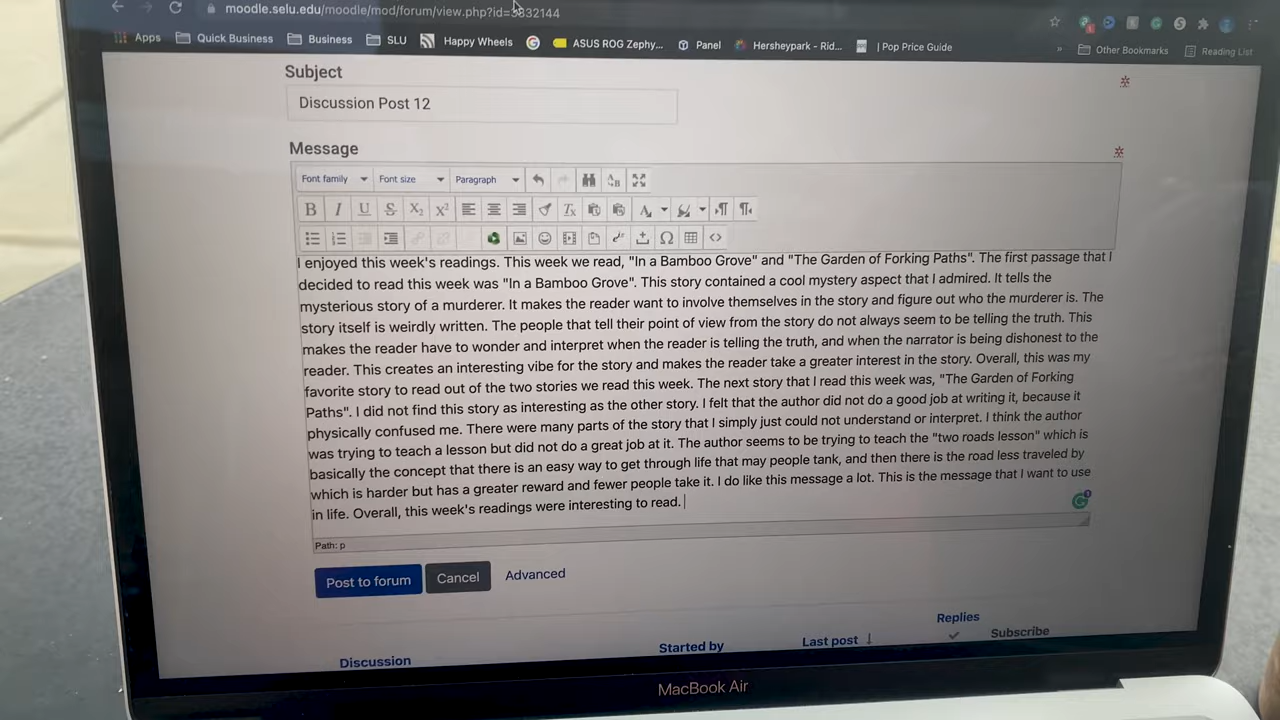 moodle.selu.edu/moodle/mod/forum/view.php?id=3832144
Apps Quick Business Business SLU Happy Wheels ASUS ROG Zephy... Panel Hersheypark - Rid... | Pop Price Guide » Other Bookmarks Reading List
Subject
Discussion Post 12
Message
Font family Font size Paragraph
I enjoyed this week's readings. This week we read, "In a Bamboo Grove" and "The Garden of Forking Paths". The first passage that I
decided to read this week was "In a Bamboo Grove". This story contained a cool mystery aspect that I admired. It tells the
mysterious story of a murderer. It makes the reader want to involve themselves in the story and figure out who the murderer is. The
story itself is weirdly written. The people that tell their point of view from the story do not always seem to be telling the truth. This
makes the reader have to wonder and interpret when the reader is telling the truth, and when the narrator is being dishonest to the
reader. This creates an interesting vibe for the story and makes the reader take a greater interest in the story. Overall, this was my
favorite story to read out of the two stories we read this week. The next story that I read this week was, "The Garden of Forking
Paths". I did not find this story as interesting as the other story. I felt that the author did not do a good job at writing it, because it
physically confused me. There were many parts of the story that I simply just could not understand or interpret. I think the author
was trying to teach a lesson but did not do a great job at it. The author seems to be trying to teach the "two roads lesson" which is
basically the concept that there is an easy way to get through life that may people tank, and then there is the road less traveled by
which is harder but has a greater reward and fewer people take it. I do like this message a lot. This is the message that I want to use
in life. Overall, this week's readings were interesting to read.
Path: p
Post to forum Cancel Advanced
Discussion Started by Last post ↓ Replies Subscribe
MacBook Air